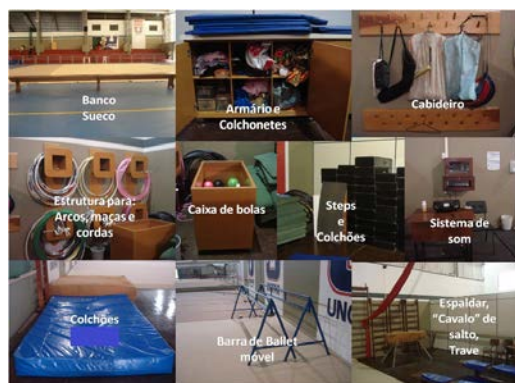 Banco
Sueco
Armário e
Colchonetes
Cabideiro
Estrutura para:
Arcos, maças e
cordas
Caixa de bolas
Steps
e
Colchões
Sistema de
som
Colchões
Barra de Ballet
móvel
UNO
Espaldar,
"Cavalo" de
salto,
Trave